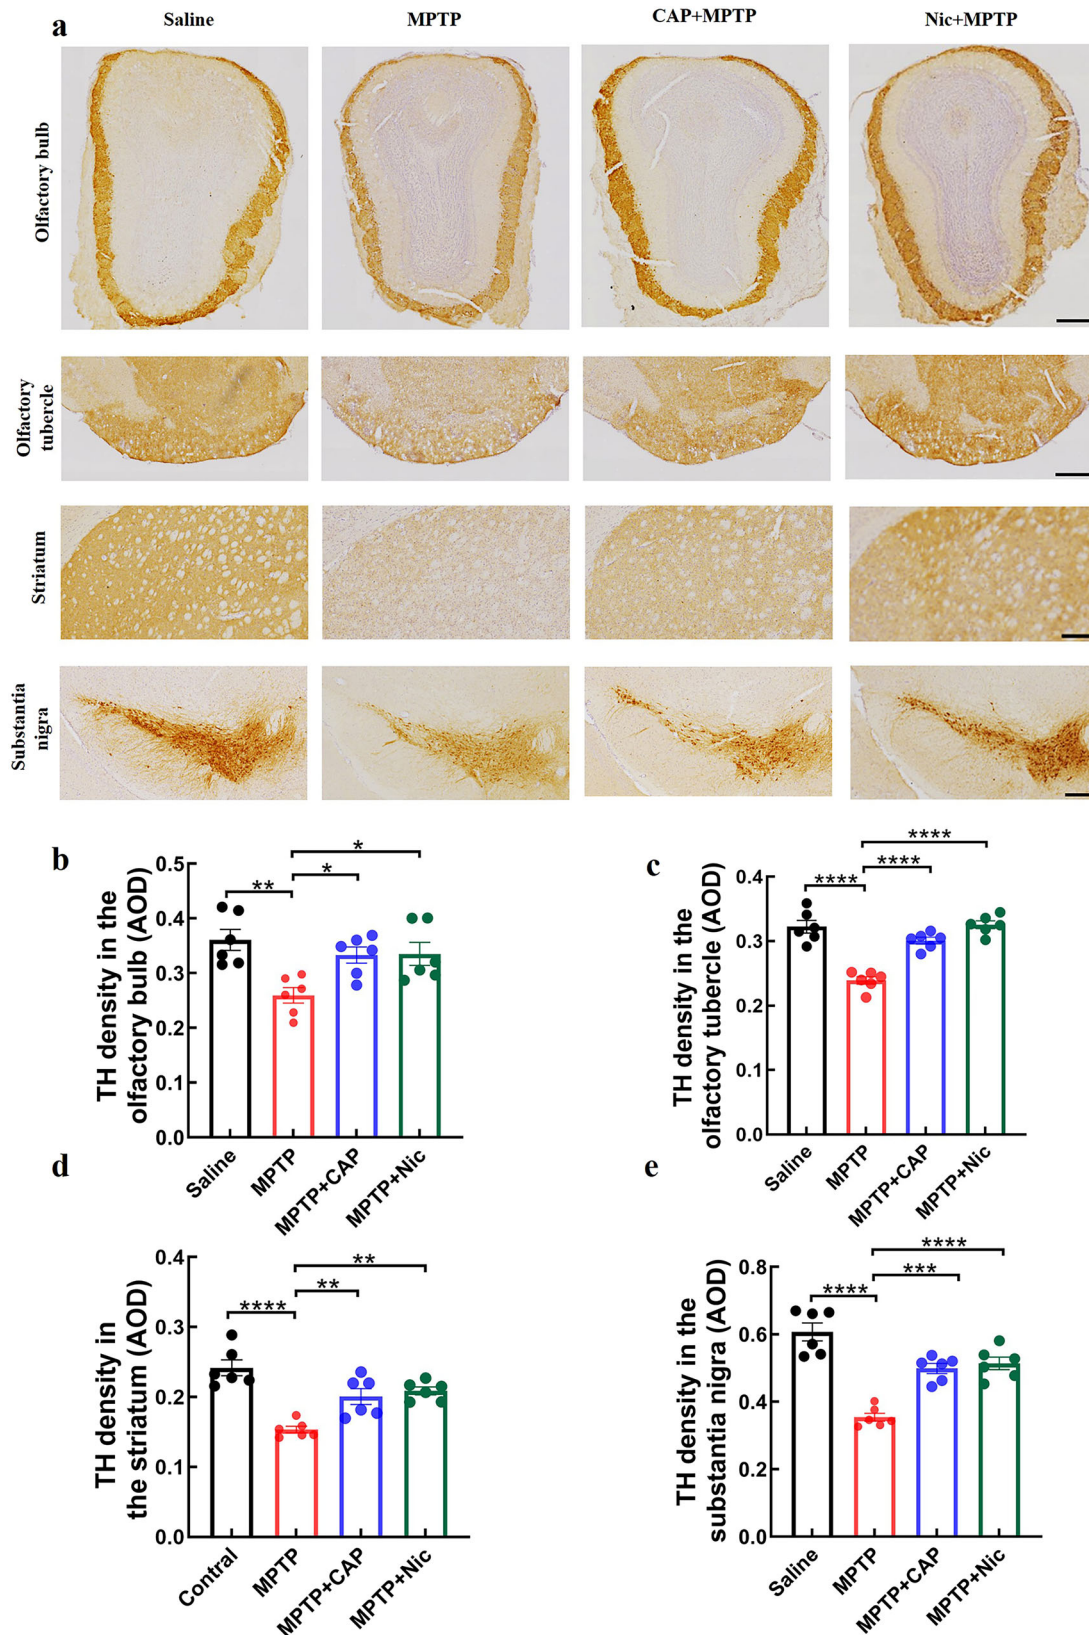 a
Saline
MPTP
CAP+MPTP
Nic+MPTP
Olfactory bulb
Olfactory
tubercle
Striatum
Substantia
nigra
b
TH density in the
olfactory bulb (AOD)
0.5
0.4
0.3
0.2
0.1
0.0
**
*
*
Saline
MPTP
MPTP+CAP
MPTP+Nic
c
TH density in the
olfactory tubercle (AOD)
0.4
0.3
0.2
0.1
0.0
****
****
****
Saline
MPTP
MPTP+CAP
MPTP+Nic
d
TH density in
the striatum (AOD)
0.4
0.3
0.2
0.1
0.0
****
**
**
Contral
MPTP
MPTP+CAP
MPTP+Nic
e
TH density in the
substantia nigra (AOD)
0.8
0.6
0.4
0.2
0.0
****
***
****
Saline
MPTP
MPTP+CAP
MPTP+Nic